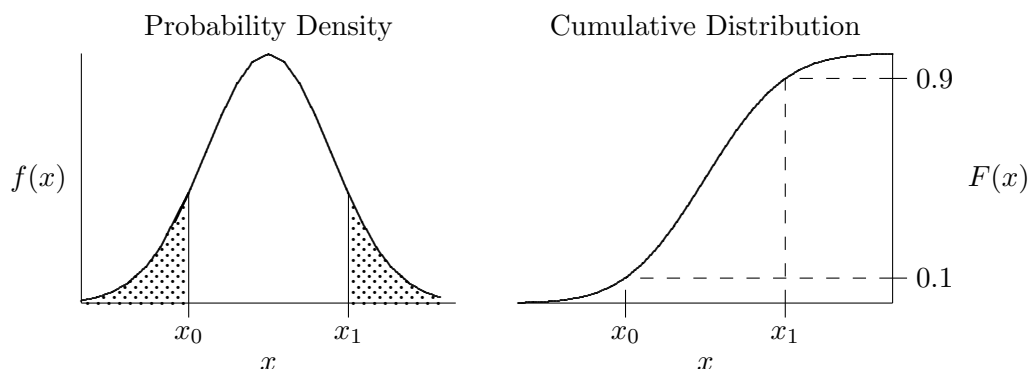 Probability Density
f(x)
x₀
x₁
x
Cumulative Distribution
0.9
F(x)
0.1
x₀
x₁
x